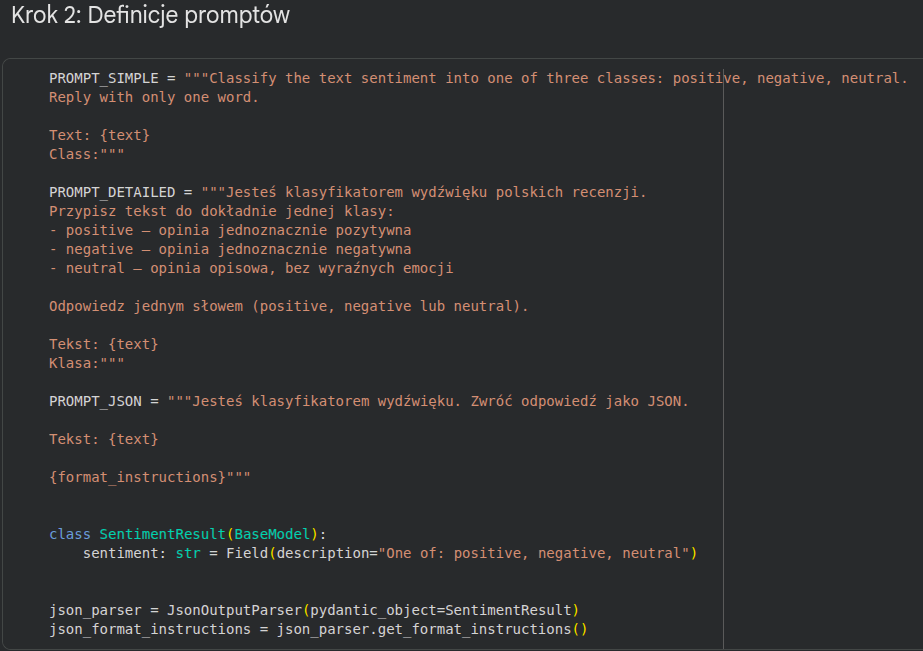 Krok 2: Definicje promptów
PROMPT_SIMPLE = """Classify the text sentiment into one of three classes: positive, negative, neutral.
Reply with only one word.
Text: {text}
Class:"""
PROMPT_DETAILED = """Jesteś klasyfikatorem wydźwięku polskich recenzji.
Przypisz tekst do dokładnie jednej klasy:
- positive – opinia jednoznacznie pozytywna
- negative – opinia jednoznacznie negatywna
- neutral – opinia opisowa, bez wyraźnych emocji
Odpowiedz jednym słowem (positive, negative lub neutral).
Tekst: {text}
Klasa:"""
PROMPT_JSON = """Jesteś klasyfikatorem wydźwięku. Zwróć odpowiedź jako JSON.
Tekst: {text}
{format_instructions}"""
class SentimentResult(BaseModel):
    sentiment: str = Field(description="One of: positive, negative, neutral")
json_parser = JsonOutputParser(pydantic_object=SentimentResult)
json_format_instructions = json_parser.get_format_instructions()